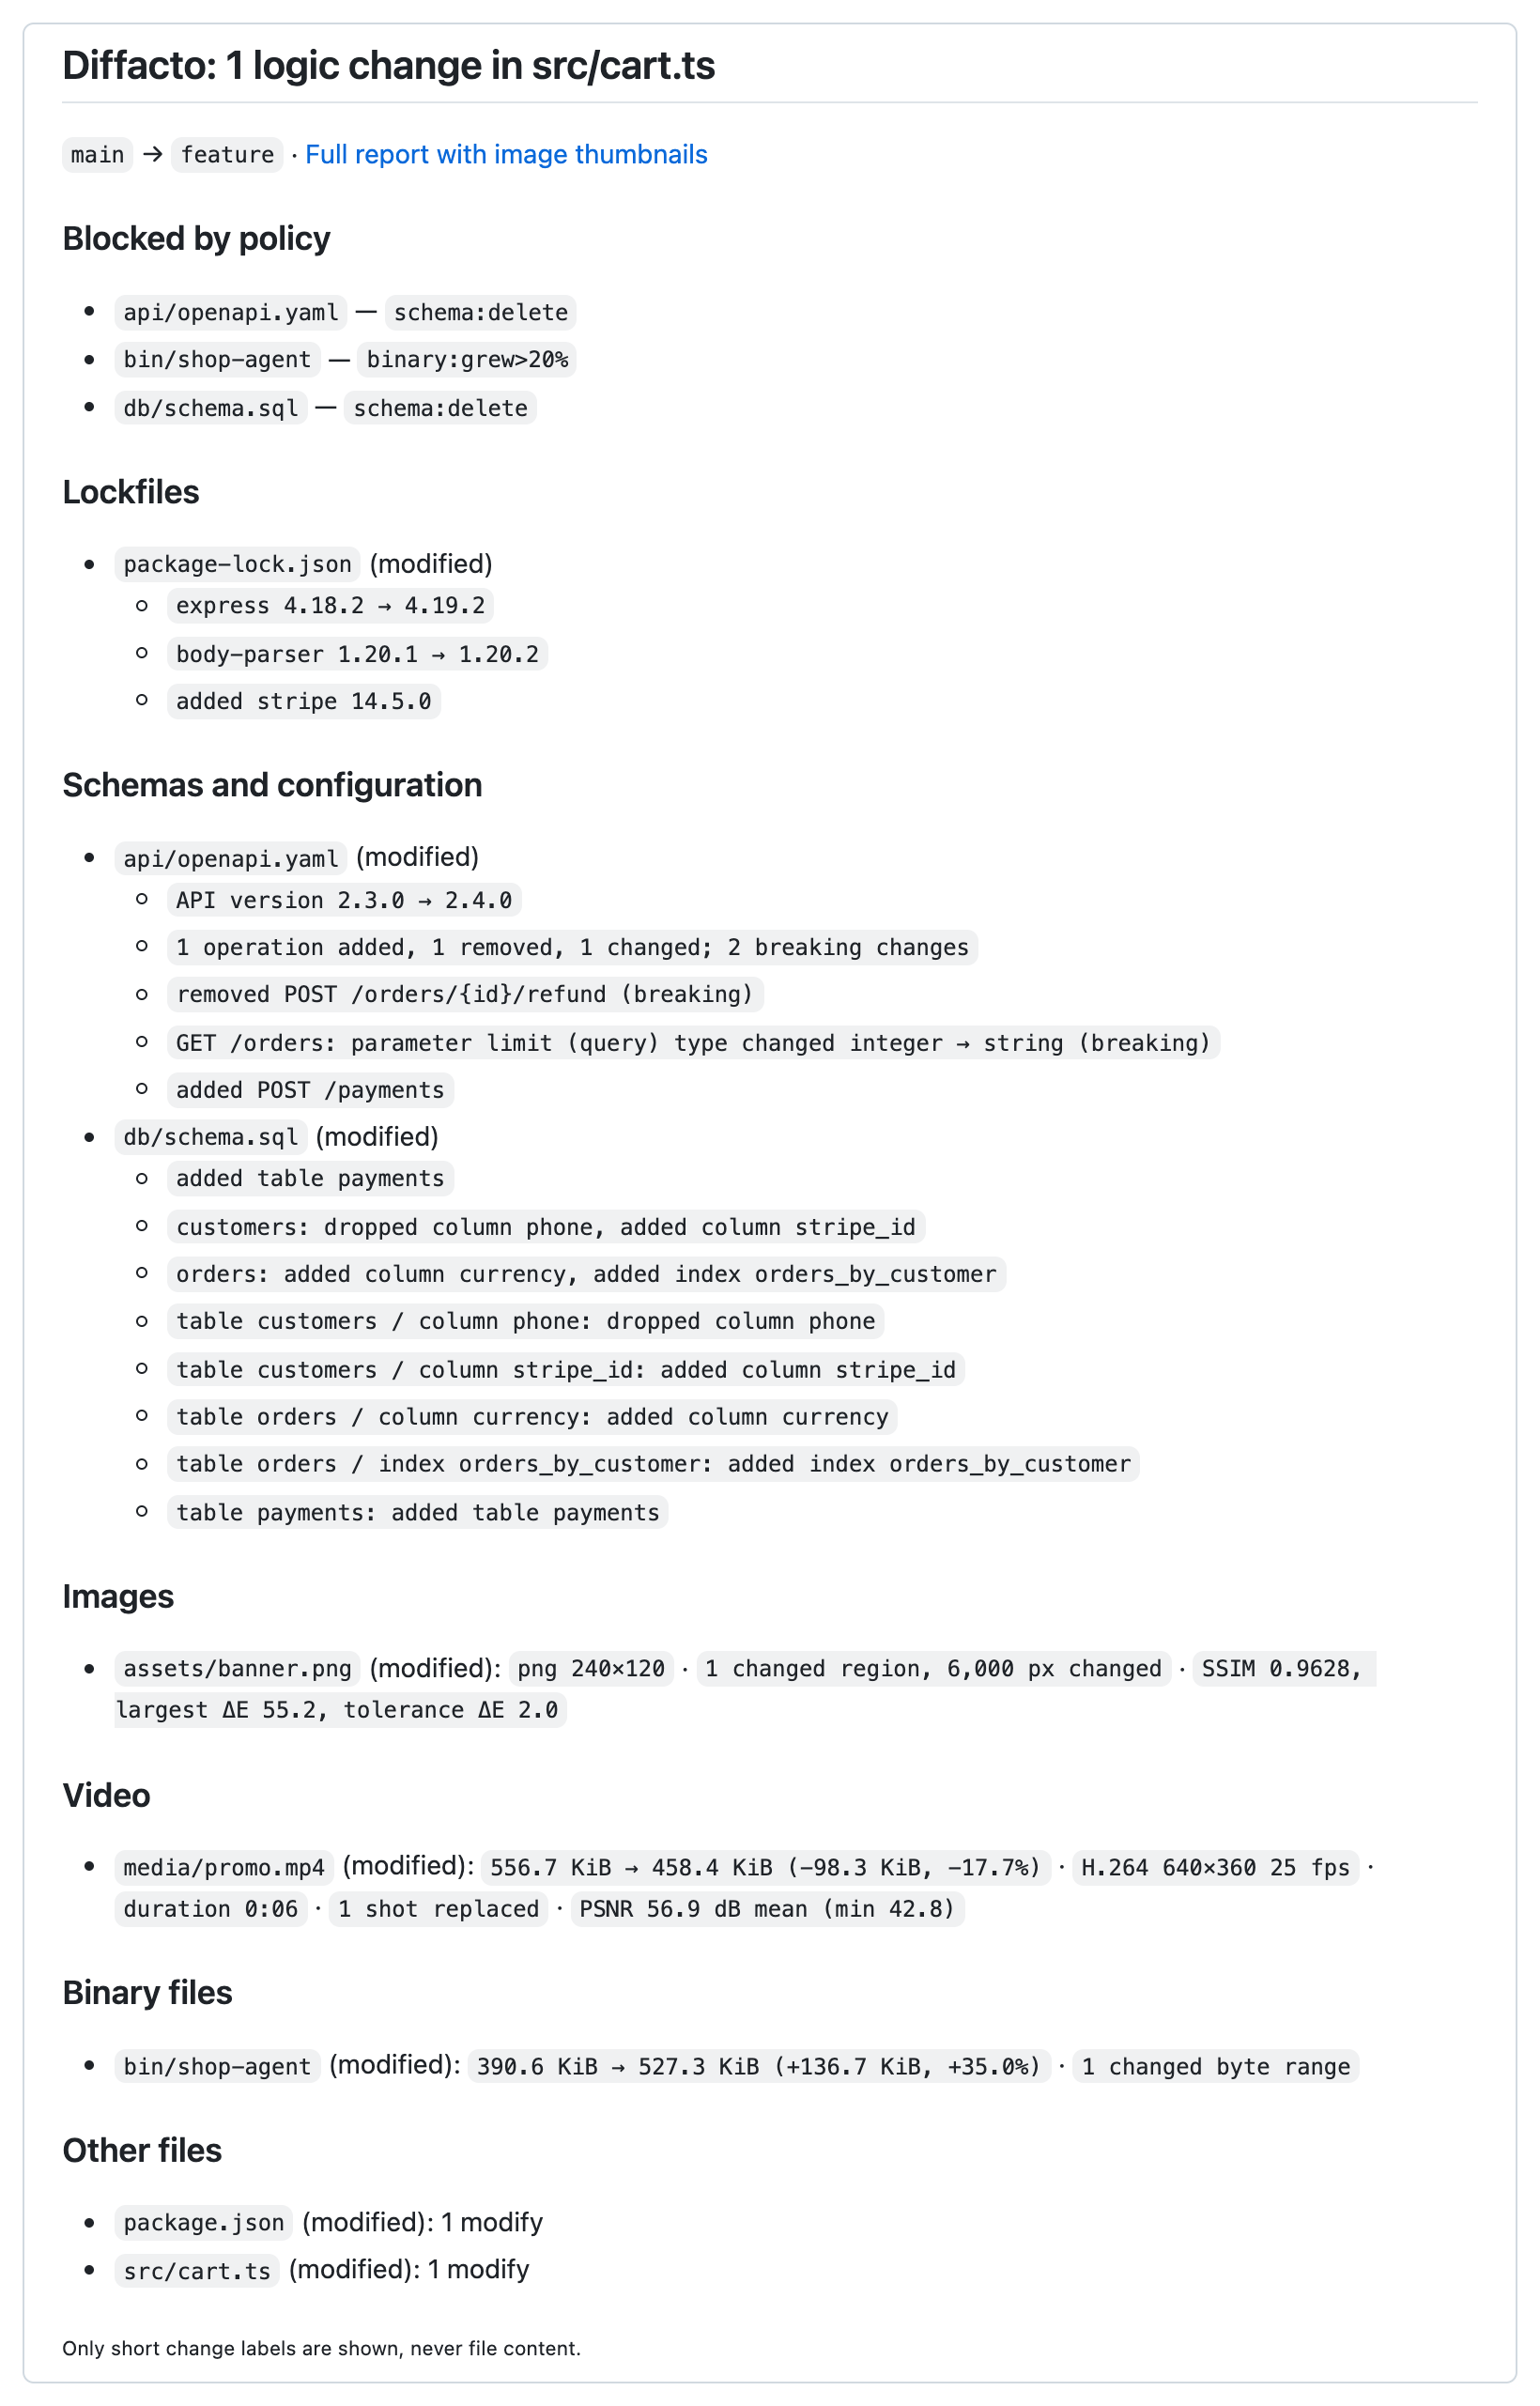 Diffacto: 1 logic change in src/cart.ts
main → feature · Full report with image thumbnails
Blocked by policy
• api/openapi.yaml — schema:delete
• bin/shop-agent — binary:grew>20%
• db/schema.sql — schema:delete
Lockfiles
• package-lock.json (modified)
○ express 4.18.2 → 4.19.2
○ body-parser 1.20.1 → 1.20.2
○ added stripe 14.5.0
Schemas and configuration
• api/openapi.yaml (modified)
○ API version 2.3.0 → 2.4.0
○ 1 operation added, 1 removed, 1 changed; 2 breaking changes
○ removed POST /orders/{id}/refund (breaking)
○ GET /orders: parameter limit (query) type changed integer → string (breaking)
○ added POST /payments
• db/schema.sql (modified)
○ added table payments
○ customers: dropped column phone, added column stripe_id
○ orders: added column currency, added index orders_by_customer
○ table customers / column phone: dropped column phone
○ table customers / column stripe_id: added column stripe_id
○ table orders / column currency: added column currency
○ table orders / index orders_by_customer: added index orders_by_customer
○ table payments: added table payments
Images
• assets/banner.png (modified): png 240×120 · 1 changed region, 6,000 px changed · SSIM 0.9628,
largest ΔE 55.2, tolerance ΔE 2.0
Video
• media/promo.mp4 (modified): 556.7 KiB → 458.4 KiB (−98.3 KiB, −17.7%) · H.264 640×360 25 fps ·
duration 0:06 · 1 shot replaced · PSNR 56.9 dB mean (min 42.8)
Binary files
• bin/shop-agent (modified): 390.6 KiB → 527.3 KiB (+136.7 KiB, +35.0%) · 1 changed byte range
Other files
• package.json (modified): 1 modify
• src/cart.ts (modified): 1 modify
Only short change labels are shown, never file content.